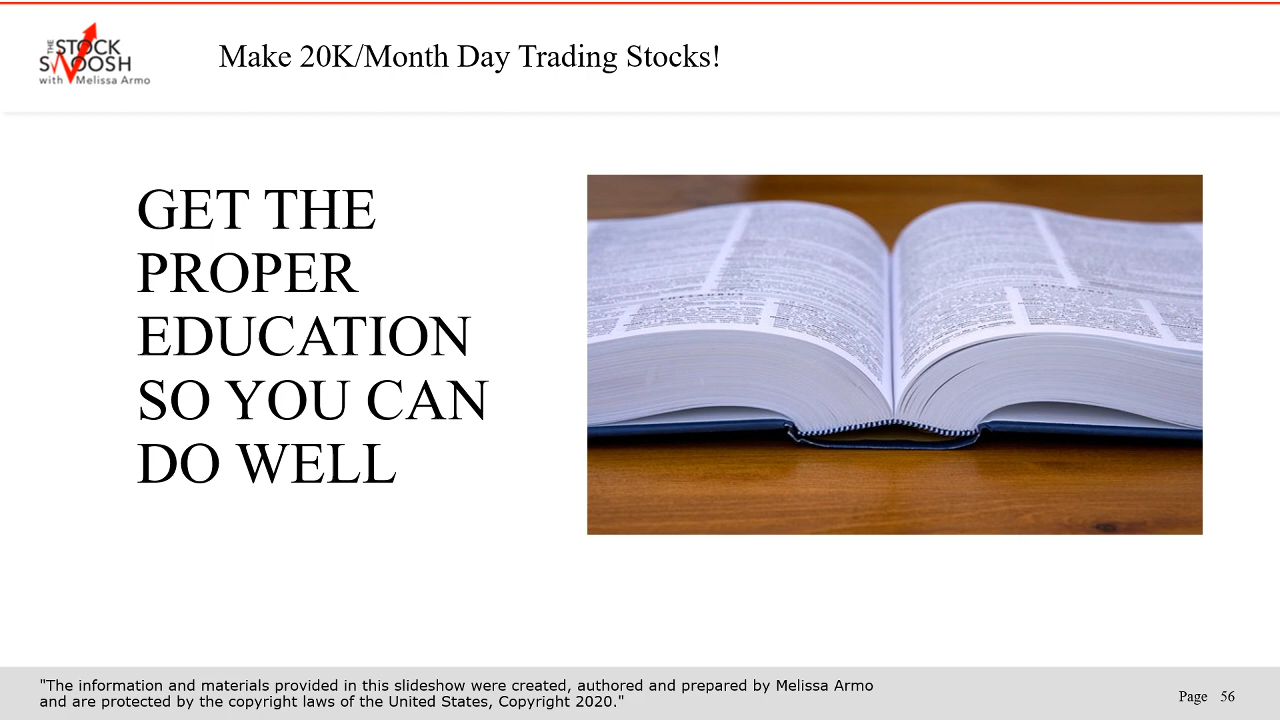 THE
STOCK
SWOOSH
with Melissa Armo
Make 20K/Month Day Trading Stocks!
GET THE
PROPER
EDUCATION
SO YOU CAN
DO WELL
THESAURUS
"The information and materials provided in this slideshow were created, authored and prepared by Melissa Armo
and are protected by the copyright laws of the United States, Copyright 2020."
Page 56